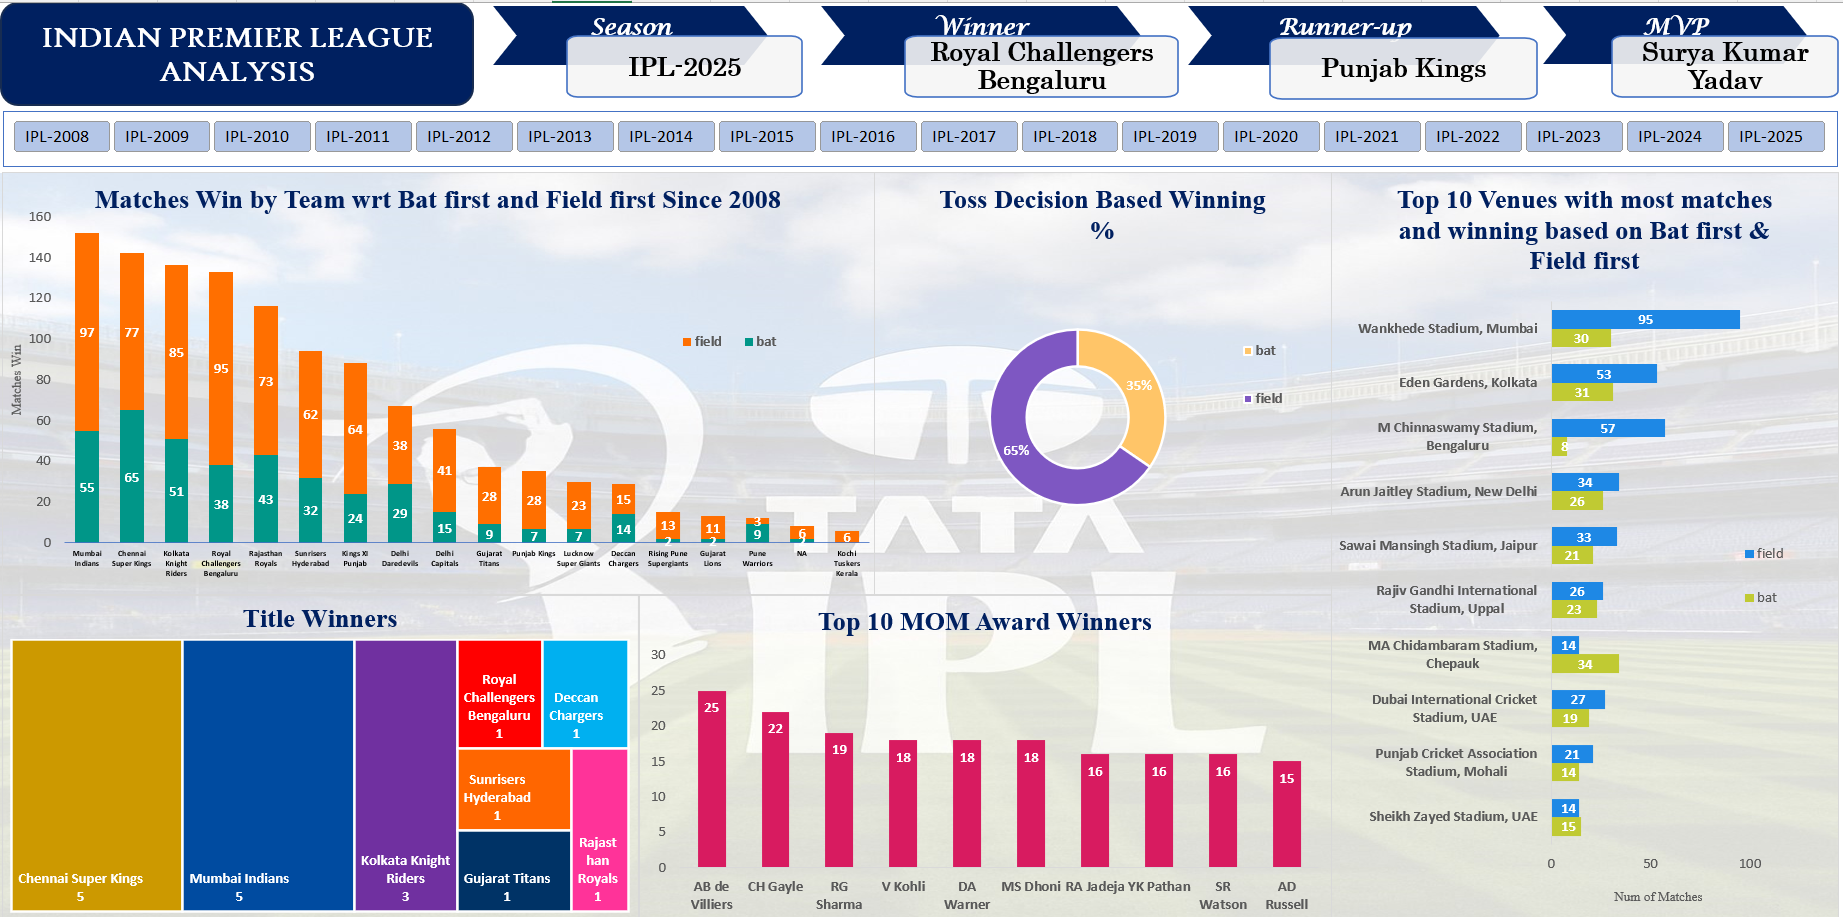 INDIAN PREMIER LEAGUE
ANALYSIS
Season
IPL-2025
Winner
Royal Challengers
Bengaluru
Runner-up
Punjab Kings
MVP
Surya Kumar
Yadav
IPL-2008 IPL-2009 IPL-2010 IPL-2011 IPL-2012 IPL-2013 IPL-2014 IPL-2015 IPL-2016 IPL-2017 IPL-2018 IPL-2019 IPL-2020 IPL-2021 IPL-2022 IPL-2023 IPL-2024 IPL-2025
Matches Win by Team wrt Bat first and Field first Since 2008
Matches Win
160
140
120
100
80
60
40
20
0
field bat
97 77 85 95 73 62 64 38 41 28 28 23 15 13 11 3 6 6
55 65 51 38 43 32 24 29 15 9 7 7 14 2 2 9 2
Mumbai
Indians
Chennai
Super Kings
Kolkata
Knight
Riders
Royal
Challengers
Bengaluru
Rajasthan
Royals
Sunrisers
Hyderabad
Kings XI
Punjab
Delhi
Daredevils
Delhi
Capitals
Gujarat
Titans
Punjab Kings
Lucknow
Super Giants
Deccan
Chargers
Rising Pune
Supergiants
Gujarat
Lions
Pune
Warriors
NA
Kochi
Tuskers
Kerala
Toss Decision Based Winning
%
35%
65%
bat
field
TATA
IPL
Top 10 Venues with most matches
and winning based on Bat first &
Field first
Wankhede Stadium, Mumbai
95
30
Eden Gardens, Kolkata
53
31
M Chinnaswamy Stadium,
Bengaluru
57
8
Arun Jaitley Stadium, New Delhi
34
26
Sawai Mansingh Stadium, Jaipur
33
21
Rajiv Gandhi International
Stadium, Uppal
26
23
MA Chidambaram Stadium,
Chepauk
14
34
Dubai International Cricket
Stadium, UAE
27
19
Punjab Cricket Association
Stadium, Mohali
21
14
Sheikh Zayed Stadium, UAE
14
15
field
bat
0 50 100
Num of Matches
Title Winners
Chennai Super Kings
5
Mumbai Indians
5
Kolkata Knight
Riders
3
Royal
Challengers
Bengaluru
1
Deccan
Chargers
1
Sunrisers
Hyderabad
1
Gujarat Titans
1
Rajast
han
Royals
1
Top 10 MOM Award Winners
30
25
20
15
10
5
0
25 22 19 18 18 18 16 16 16 15
AB de
Villiers
CH Gayle
RG
Sharma
V Kohli
DA
Warner
MS Dhoni
RA Jadeja
YK Pathan
SR
Watson
AD
Russell